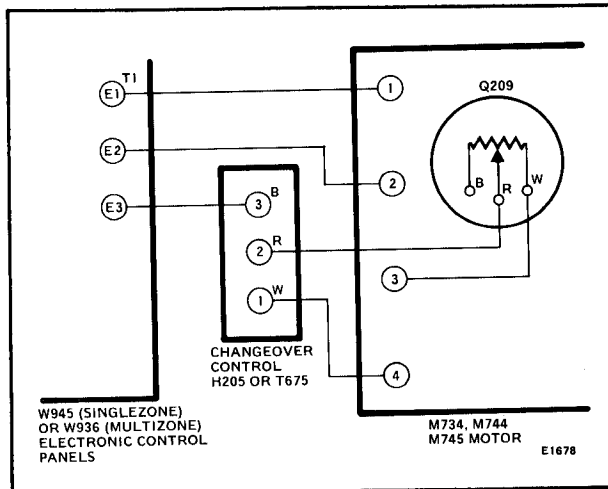 T1
E1
E2
E3
3 B
2 R
1 W
CHANGEOVER
CONTROL
H205 OR T675
W945 (SINGLEZONE)
OR W936 (MULTIZONE)
ELECTRONIC CONTROL
PANELS
1
2
3
4
Q209
B R W
M734, M744
M745 MOTOR
E1678